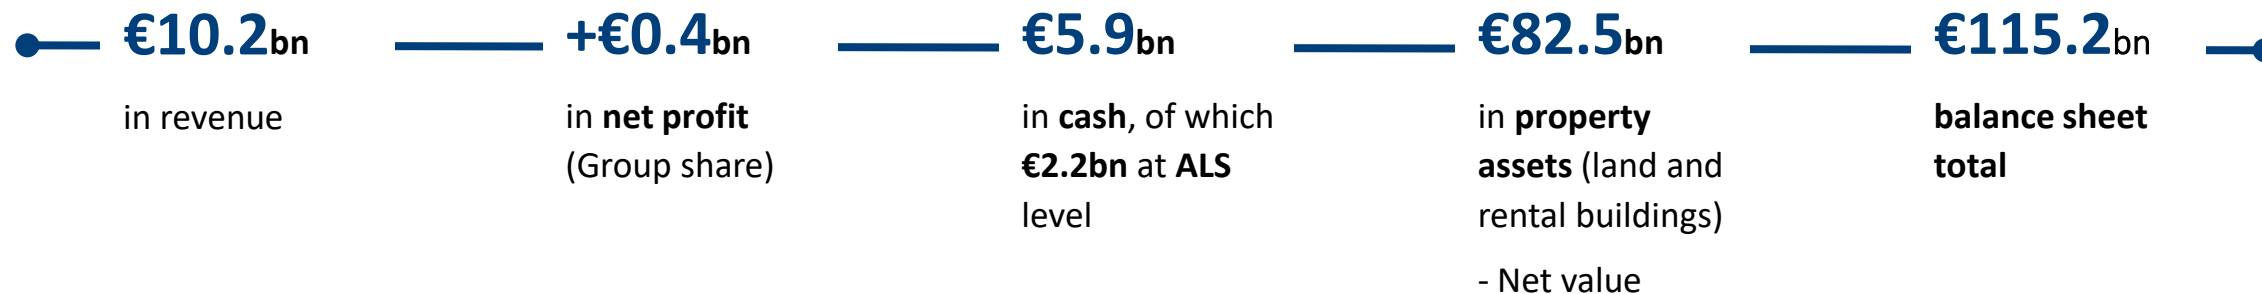 €10.2bn
in revenue
+€0.4bn
in net profit
(Group share)
€5.9bn
in cash, of which
€2.2bn at ALS
level
€82.5bn
in property
assets (land and
rental buildings)
- Net value
€115.2bn
balance sheet
total